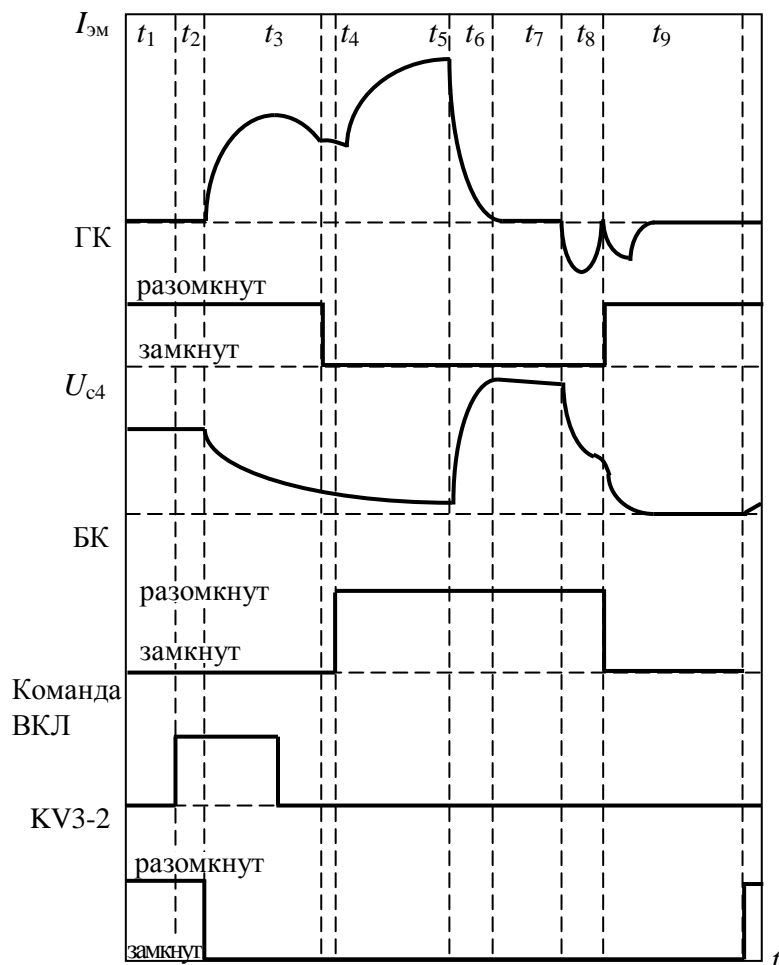 Iэм t1 t2 t3 t4 t5 t6 t7 t8 t9
ГК
разомкнут
замкнут
Uс4
БК
разомкнут
замкнут
Команда
ВКЛ
KV3-2
разомкнут
замкнут
t